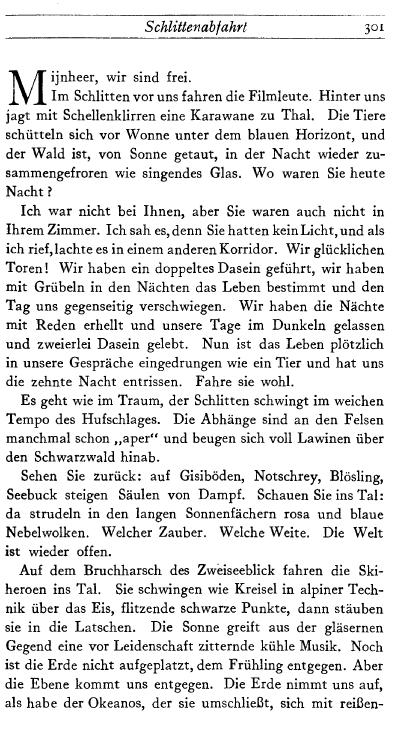 Schlittenabfahrt 301
Mijnheer, wir sind frei.
Im Schlitten vor uns fahren die Filmleute. Hinter uns
jagt mit Schellenklirren eine Karawane zu Thal. Die Tiere
schütteln sich vor Wonne unter dem blauen Horizont, und
der Wald ist, von Sonne getaut, in der Nacht wieder zu-
sammengefroren wie singendes Glas. Wo waren Sie heute
Nacht?
Ich war nicht bei Ihnen, aber Sie waren auch nicht in
Ihrem Zimmer. Ich sah es, denn Sie hatten kein Licht, und als
ich rief, lachte es in einem anderen Korridor. Wir glücklichen
Toren! Wir haben ein doppeltes Dasein geführt, wir haben
mit Grübeln in den Nächten das Leben bestimmt und den
Tag uns gegenseitig verschwiegen. Wir haben die Nächte
mit Reden erhellt und unsere Tage im Dunkeln gelassen
und zweierlei Dasein gelebt. Nun ist das Leben plötzlich
in unsere Gespräche eingedrungen wie ein Tier und hat uns
die zehnte Nacht entrissen. Fahre sie wohl.
Es geht wie im Traum, der Schlitten schwingt im weichen
Tempo des Hufschlages. Die Abhänge sind an den Felsen
manchmal schon „aper“ und beugen sich voll Lawinen über
den Schwarzwald hinab.
Sehen Sie zurück: auf Gisiböden, Notschrey, Blösling,
Seebuck steigen Säulen von Dampf. Schauen Sie ins Tal:
da strudeln in den langen Sonnenfächern rosa und blaue
Nebelwolken. Welcher Zauber. Welche Weite. Die Welt
ist wieder offen.
Auf dem Bruchharsch des Zweiseeblick fahren die Ski-
heroen ins Tal. Sie schwingen wie Kreisel in alpiner Tech-
nik über das Eis, flitzende schwarze Punkte, dann stäuben
sie in die Latschen. Die Sonne greift aus der gläsernen
Gegend eine vor Leidenschaft zitternde kühle Musik. Noch
ist die Erde nicht aufgeplatzt, dem Frühling entgegen. Aber
die Ebene kommt uns entgegen. Die Erde nimmt uns auf,
als habe der Okeanos, der sie umschließt, sich mit reißen-